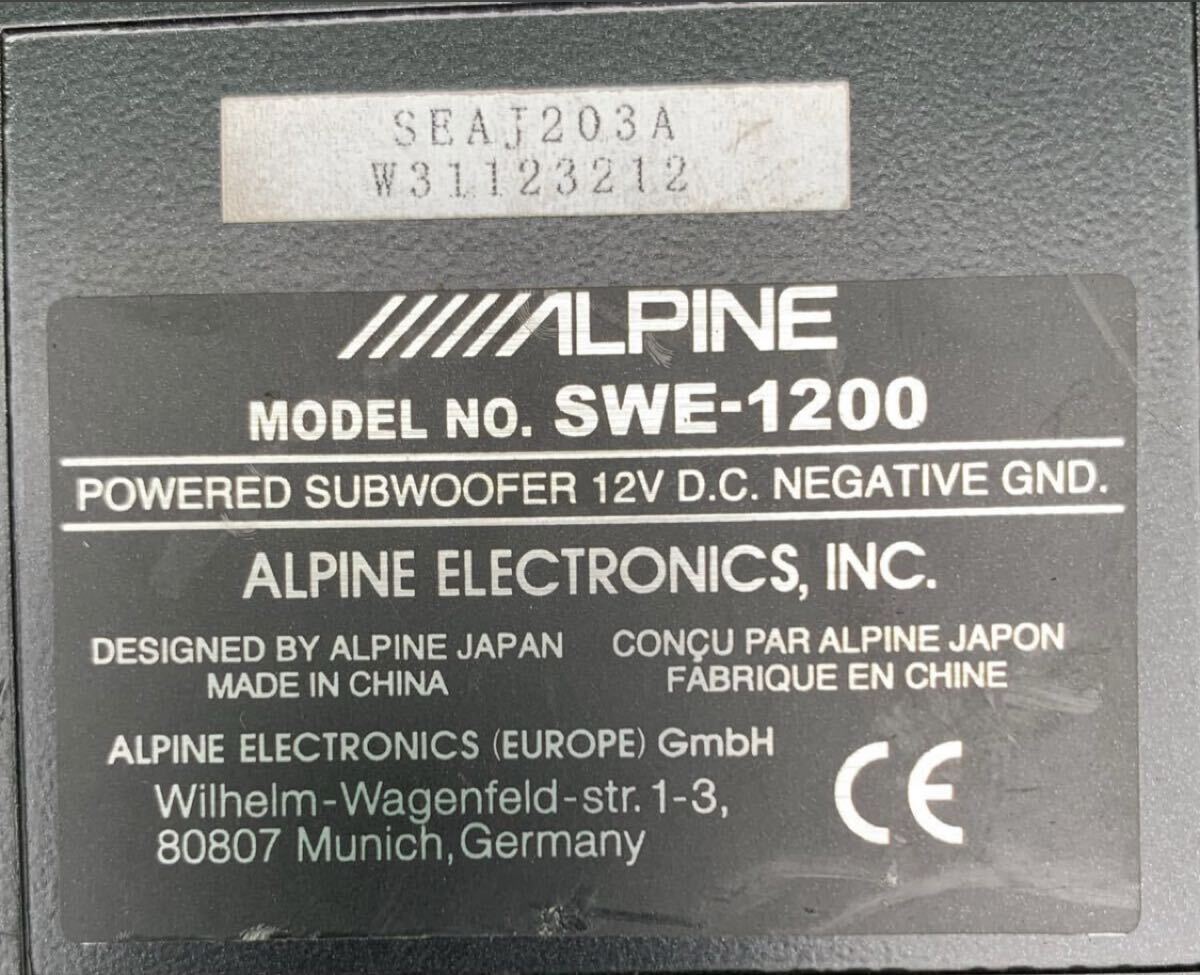 SEAJ203A
W31123212
ALPINE
MODEL NO. SWE-1200
POWERED SUBWOOFER 12V D.C. NEGATIVE GND.
ALPINE ELECTRONICS, INC.
DESIGNED BY ALPINE JAPAN
MADE IN CHINA
CONÇU PAR ALPINE JAPON
FABRIQUE EN CHINE
ALPINE ELECTRONICS (EUROPE) GmbH
Wilhelm-Wagenfeld-str. 1-3,
80807 Munich, Germany
CE